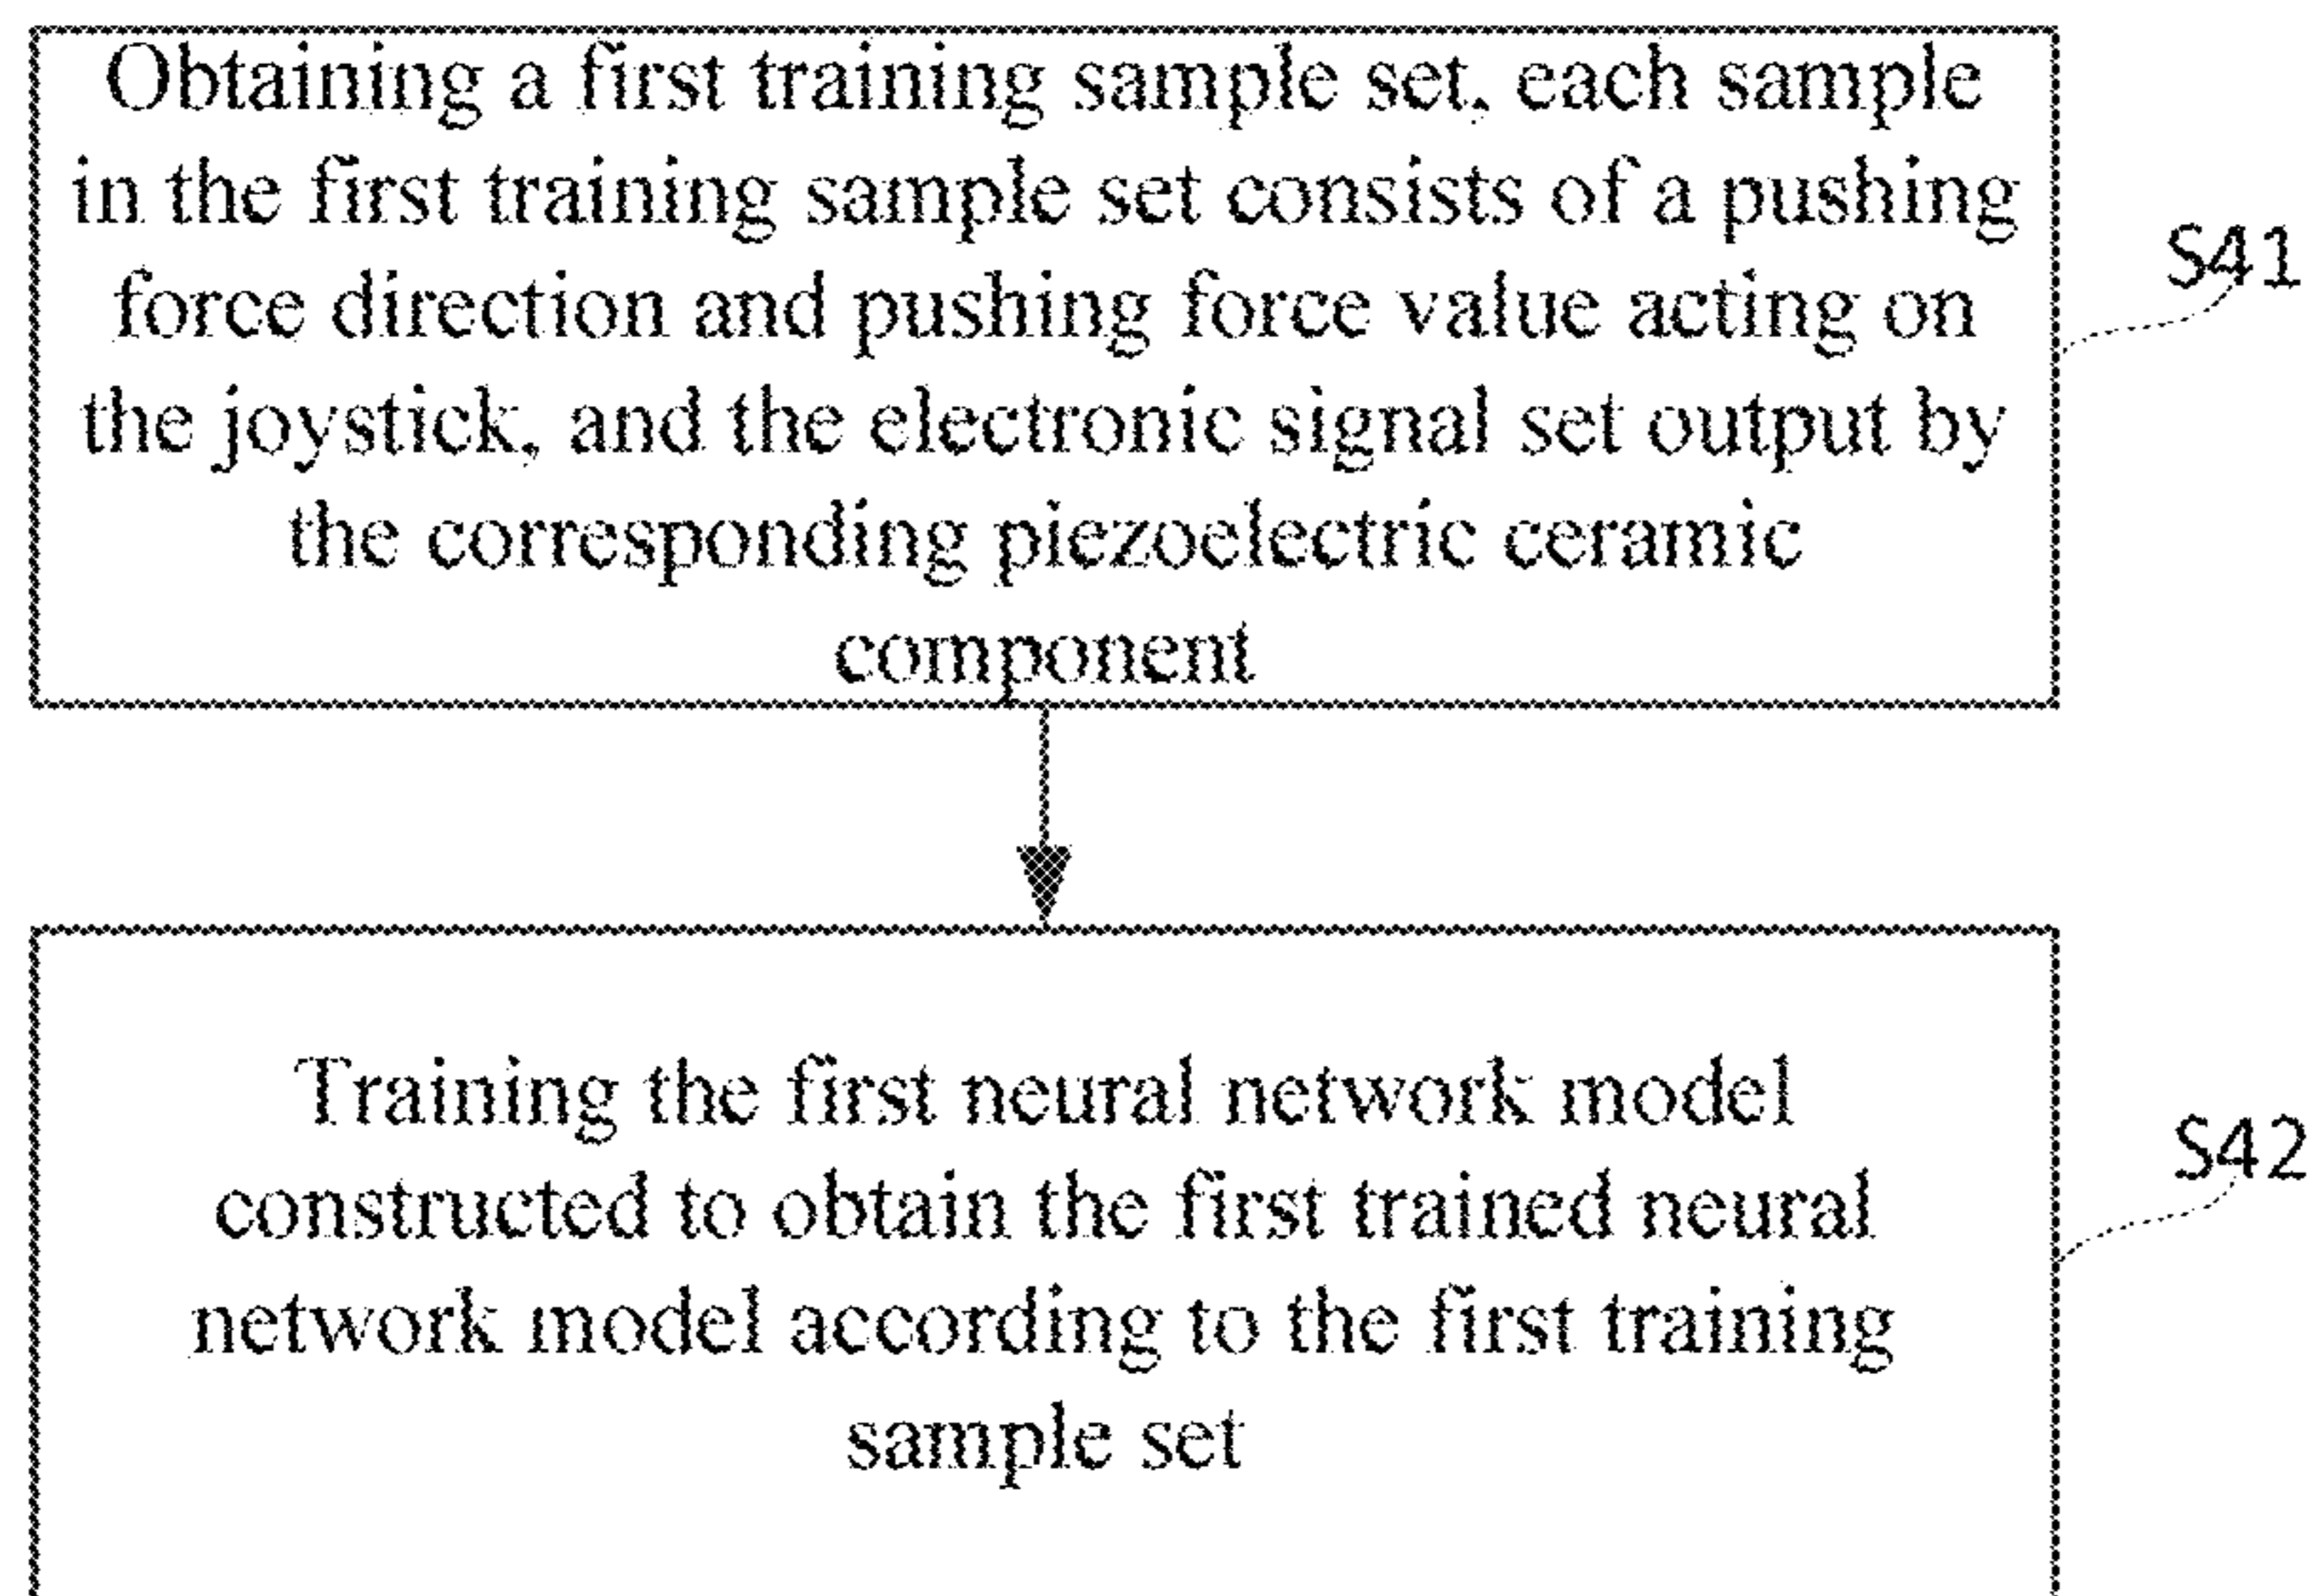 Obtaining a first training sample set, each sample
in the first training sample set consists of a pushing
force direction and pushing force value acting on
the joystick, and the electronic signal set output by
the corresponding piezoelectric ceramic
component
S41
Training the first neural network model
constructed to obtain the first trained neural
network model according to the first training
sample set
S42